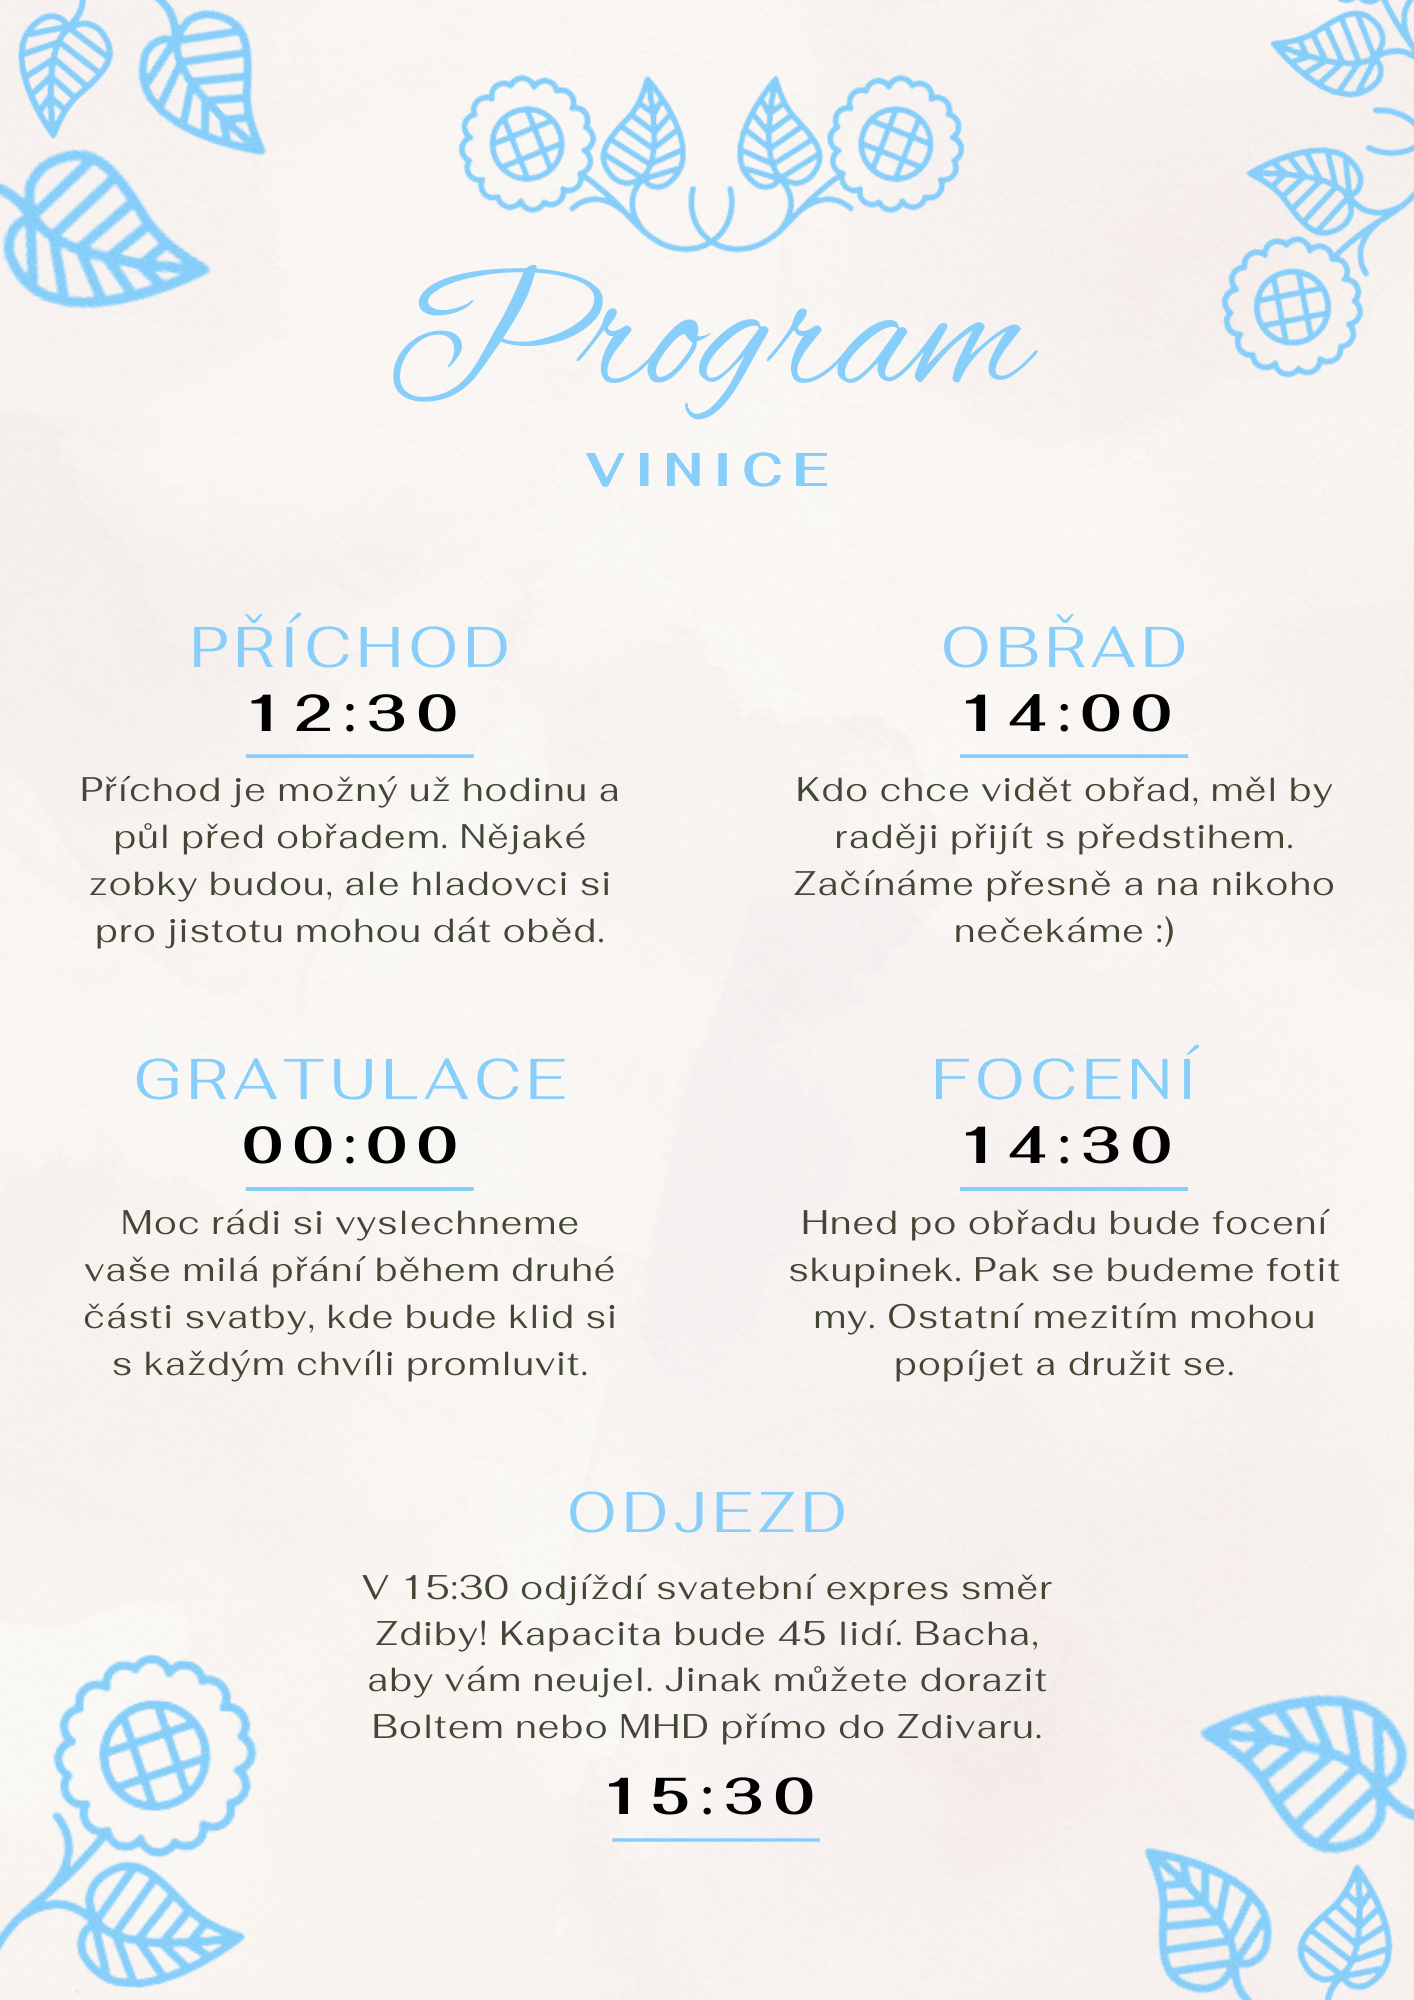 Program
VINICE
PŘÍCHOD
12:30
Příchod je možný už hodinu a
půl před obřadem. Nějaké
zobky budou, ale hladovci si
pro jistotu mohou dát oběd.
OBŘAD
14:00
Kdo chce vidět obřad, měl by
raději přijít s předstihem.
Začínáme přesně a na nikoho
nečekáme :)
GRATULACE
00:00
Moc rádi si vyslechneme
vaše milá přání během druhé
části svatby, kde bude klid si
s každým chvíli promluvit.
FOCENÍ
14:30
Hned po obřadu bude focení
skupinek. Pak se budeme fotit
my. Ostatní mezitím mohou
popíjet a družit se.
ODJEZD
V 15:30 odjíždí svatební expres směr
Zdiby! Kapacita bude 45 lidí. Bacha,
aby vám neujel. Jinak můžete dorazit
Boltem nebo MHD přímo do Zdivaru.
15:30